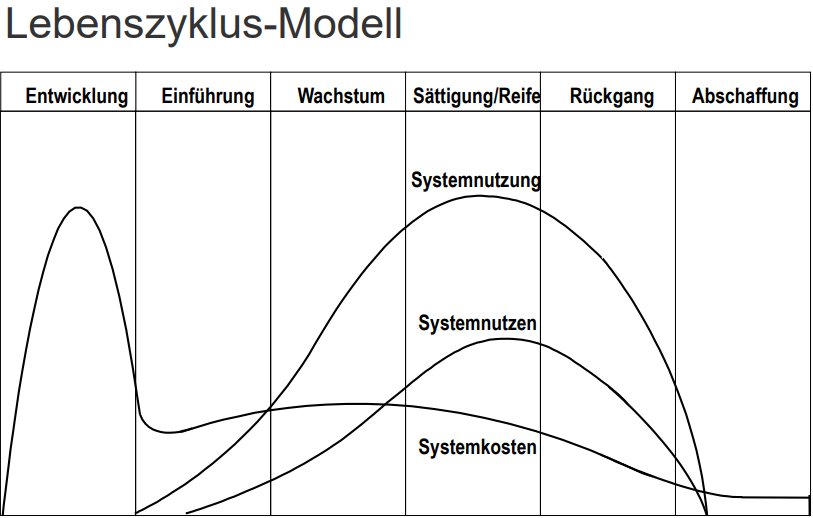 Lebenszyklus-Modell
Entwicklung
Einführung
Wachstum
Sättigung/Reife
Rückgang
Abschaffung
Systemnutzung
Systemnutzen
Systemkosten